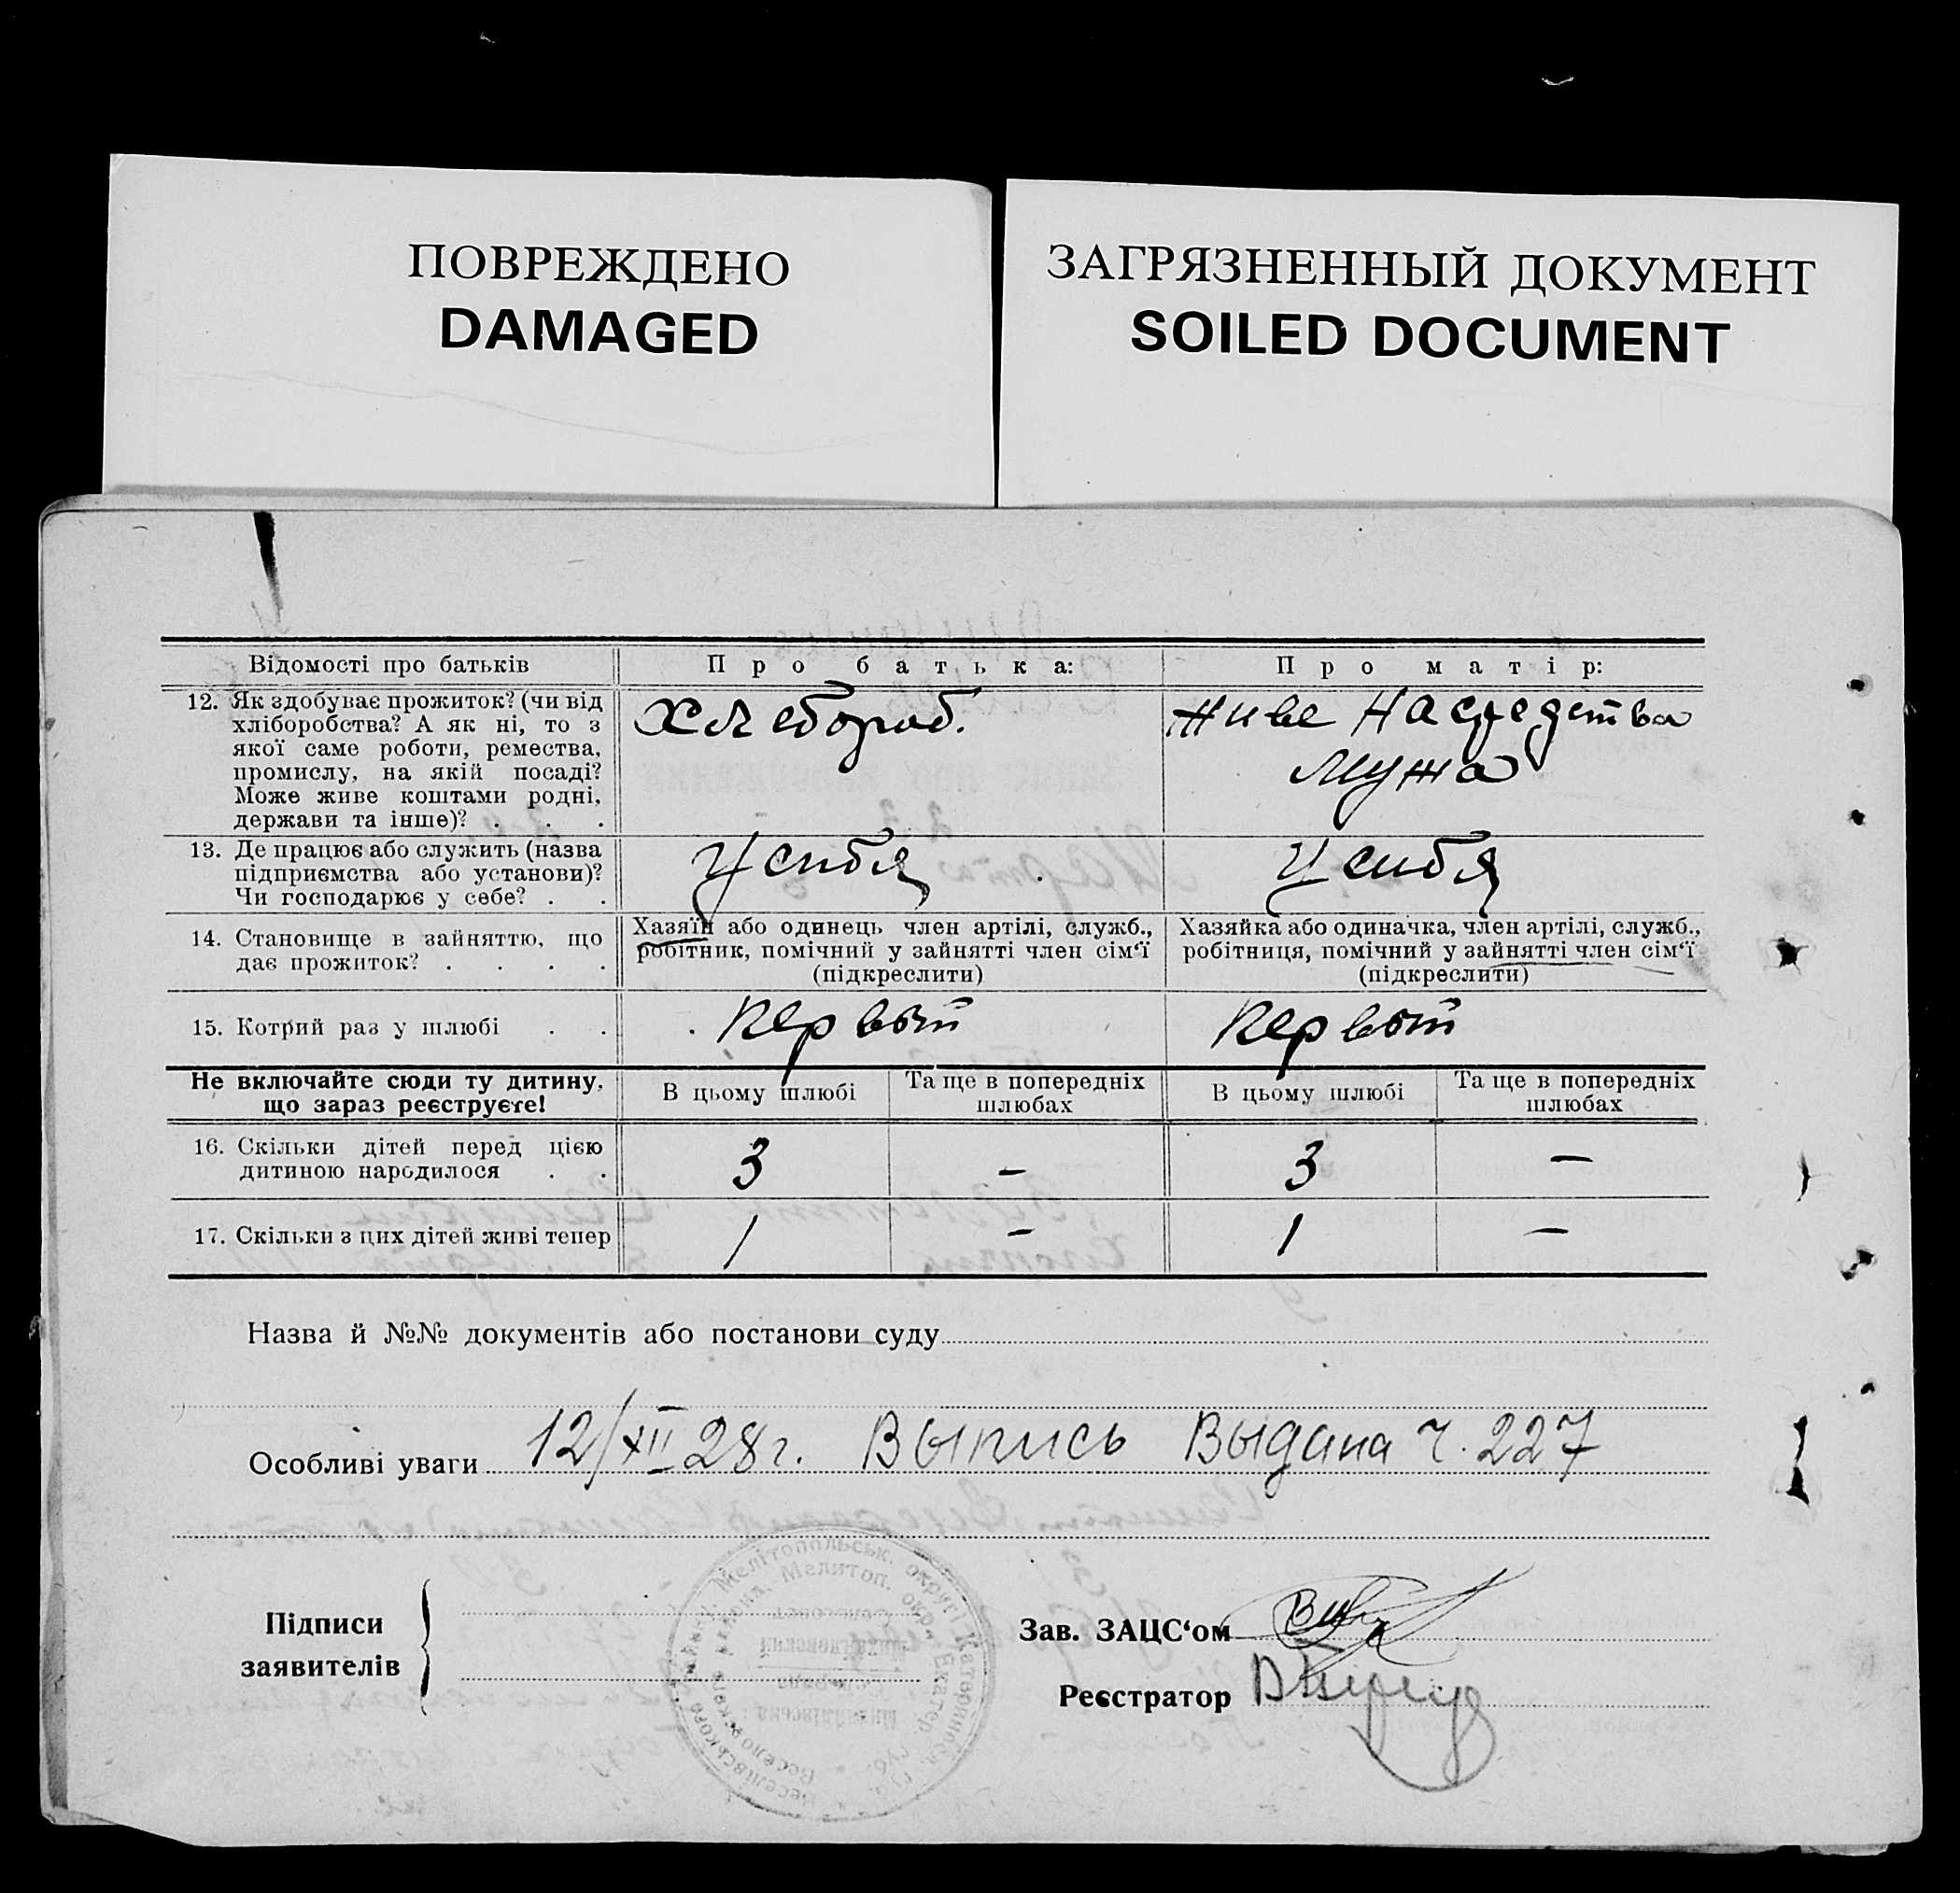 ПОВРЕЖДЕНО
DAMAGED
ЗАГРЯЗНЕННЫЙ ДОКУМЕНТ
SOILED DOCUMENT
Відомості про батьків
Про батька:
Про матір:
12. Як здобуває прожиток? (чи від
хліборобства? А як ні, то з
якої саме роботи, ремества,
промислу, на якій посаді?
Може живе коштами родні,
держави та інше)? . . .
Хлебороб.
Живе На средства
Мужа
13. Де працює або служить (назва
підприємства або установи)?
Чи господарює у себе? . .
У сибя
У сибя
14. Становище в зайняттю, що
дає прожиток? . . . .
Хазяїн або одинець член артілі, служб.,
робітник, помічний у зайнятті член сім'ї
(підкреслити)
Хазяйка або одиначка, член артілі, служб.,
робітниця, помічний у зайнятті член сім'ї
(підкреслити)
15. Котрий раз у шлюбі . .
Первый
Первый
Не включайте сюди ту дитину,
що зараз реєструєте!
В цьому шлюбі
Та ще в попередніх
шлюбах
В цьому шлюбі
Та ще в попередніх
шлюбах
16. Скільки дітей перед цією
дитиною народилося . .
3
—
3
—
17. Скільки з цих дітей живі тепер
1
—
1
—
Назва й №№ документів або постанови суду
Особливі уваги 12/XII 28 г. Выпись Выдана Ч. 227
Підписи
заявителів
Зав. ЗАЦС'ом
Реєстратор